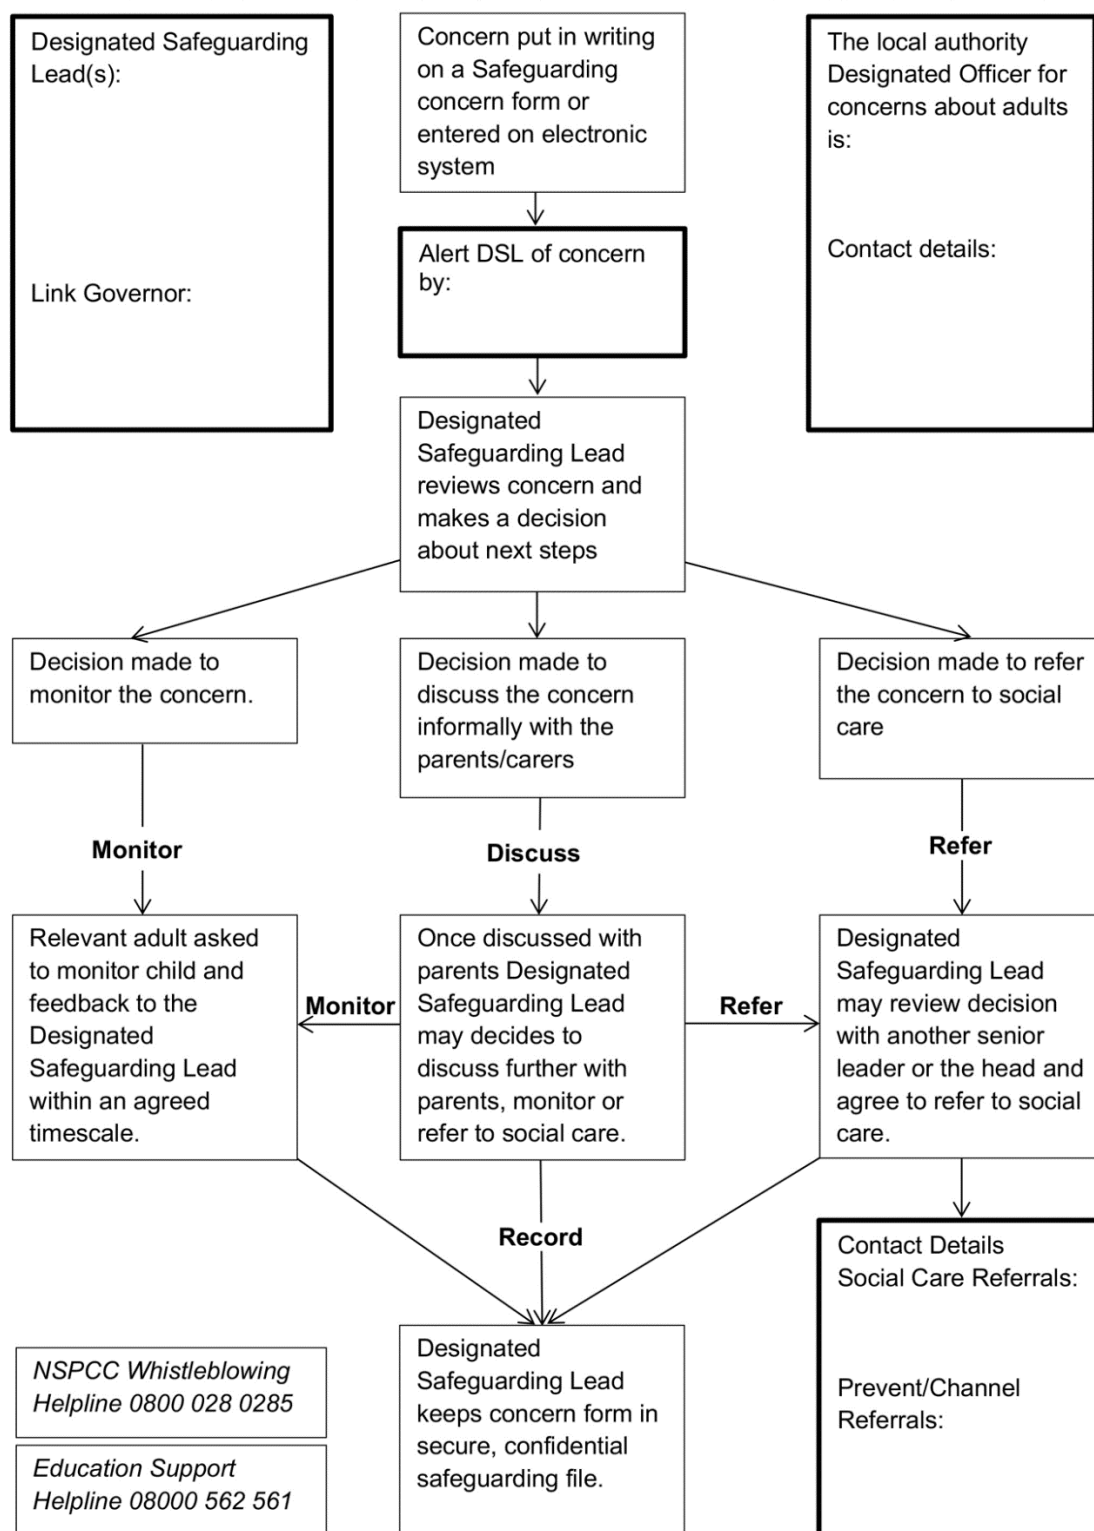 Designated Safeguarding
Lead(s):
Link Governor:
Concern put in writing
on a Safeguarding
concern form or
entered on electronic
system
The local authority
Designated Officer for
concerns about adults
is:
Contact details:
Alert DSL of concern
by:
Designated
Safeguarding Lead
reviews concern and
makes a decision
about next steps
Decision made to
monitor the concern.
Decision made to
discuss the concern
informally with the
parents/carers
Decision made to refer
the concern to social
care
Monitor
Discuss
Refer
Relevant adult asked
to monitor child and
feedback to the
Designated
Safeguarding Lead
within an agreed
timescale.
Monitor
Once discussed with
parents Designated
Safeguarding Lead
may decides to
discuss further with
parents, monitor or
refer to social care.
Refer
Designated
Safeguarding Lead
may review decision
with another senior
leader or the head and
agree to refer to social
care.
Record
Contact Details
Social Care Referrals:
Prevent/Channel
Referrals:
Designated
Safeguarding Lead
keeps concern form in
secure, confidential
safeguarding file.
NSPCC Whistleblowing
Helpline 0800 028 0285
Education Support
Helpline 08000 562 561